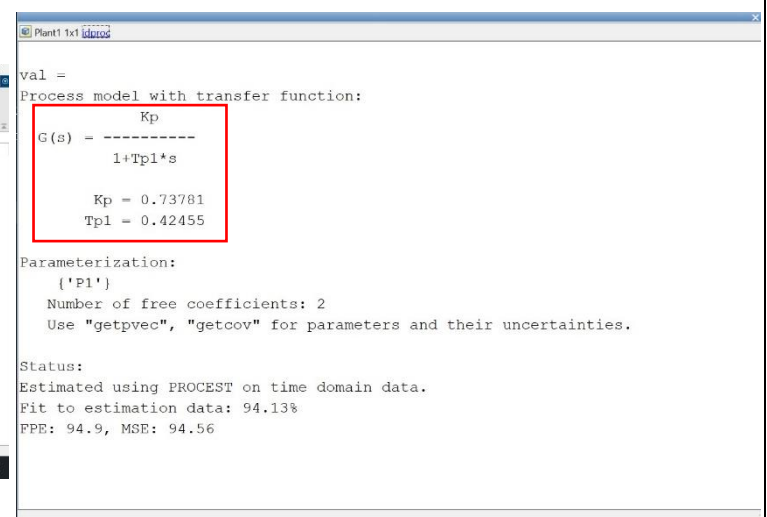 Plant1 1x1 idproc
val =
Process model with transfer function:
Kp
G(s) = ----------
1+Tp1*s
Kp = 0.73781
Tp1 = 0.42455
Parameterization:
{'P1'}
Number of free coefficients: 2
Use "getpvec", "getcov" for parameters and their uncertainties.
Status:
Estimated using PROCEST on time domain data.
Fit to estimation data: 94.13%
FPE: 94.9, MSE: 94.56